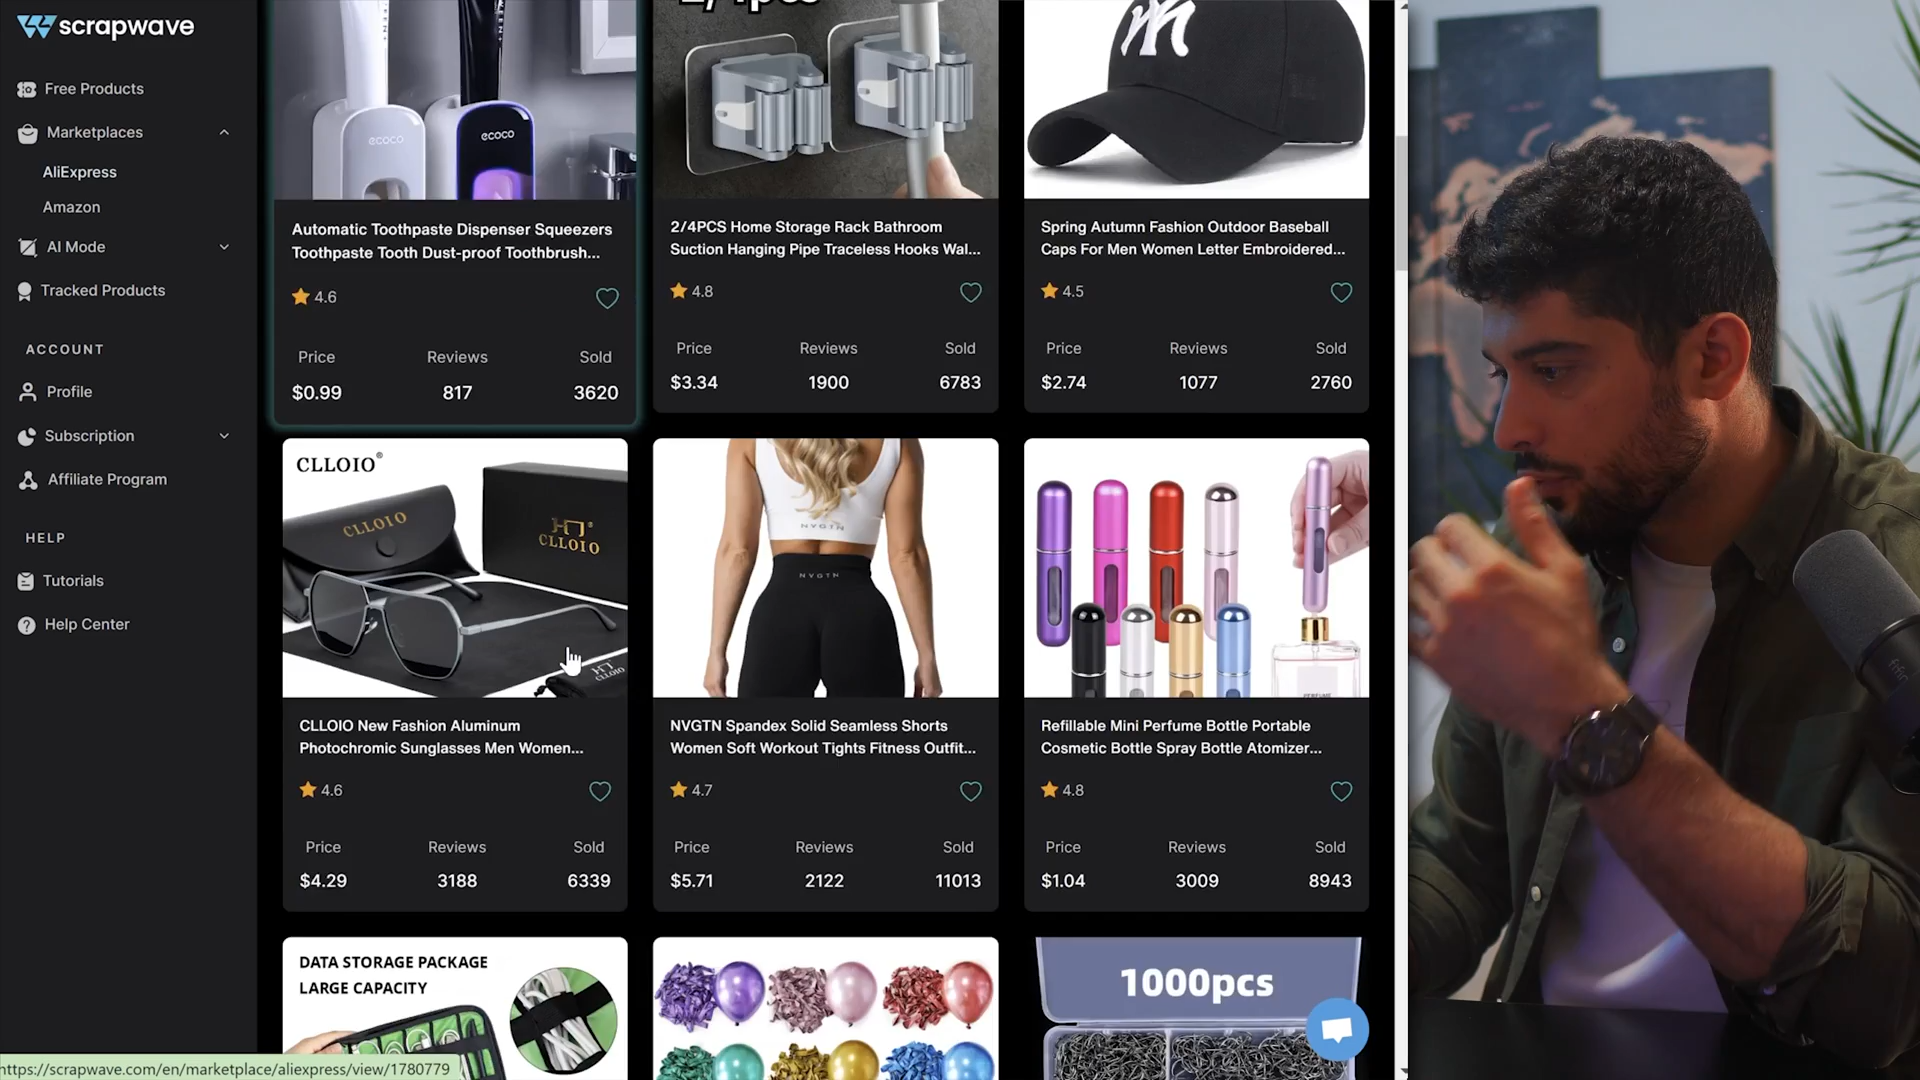 scrapwave
Free Products
Marketplaces
AliExpress
Amazon
AI Mode
Tracked Products
ACCOUNT
Profile
Subscription
Affiliate Program
HELP
Tutorials
Help Center
ecoco
ecoco
Automatic Toothpaste Dispenser Squeezers
Toothpaste Tooth Dust-proof Toothbrush...
4.6
Price Reviews Sold
$0.99 817 3620
2/4PCS Home Storage Rack Bathroom
Suction Hanging Pipe Traceless Hooks Wal...
4.8
Price Reviews Sold
$3.34 1900 6783
Spring Autumn Fashion Outdoor Baseball
Caps For Men Women Letter Embroidered...
4.5
Price Reviews Sold
$2.74 1077 2760
CLLOIO®
CLLOIO
CLLOIO
CLLOIO New Fashion Aluminum
Photochromic Sunglasses Men Women...
4.6
Price Reviews Sold
$4.29 3188 6339
NVGTN
NVGTN
NVGTN Spandex Solid Seamless Shorts
Women Soft Workout Tights Fitness Outfit...
4.7
Price Reviews Sold
$5.71 2122 11013
Refillable Mini Perfume Bottle Portable
Cosmetic Bottle Spray Bottle Atomizer...
4.8
Price Reviews Sold
$1.04 3009 8943
DATA STORAGE PACKAGE
LARGE CAPACITY
1000pcs
https://scrapwave.com/en/marketplace/aliexpress/view/1780779